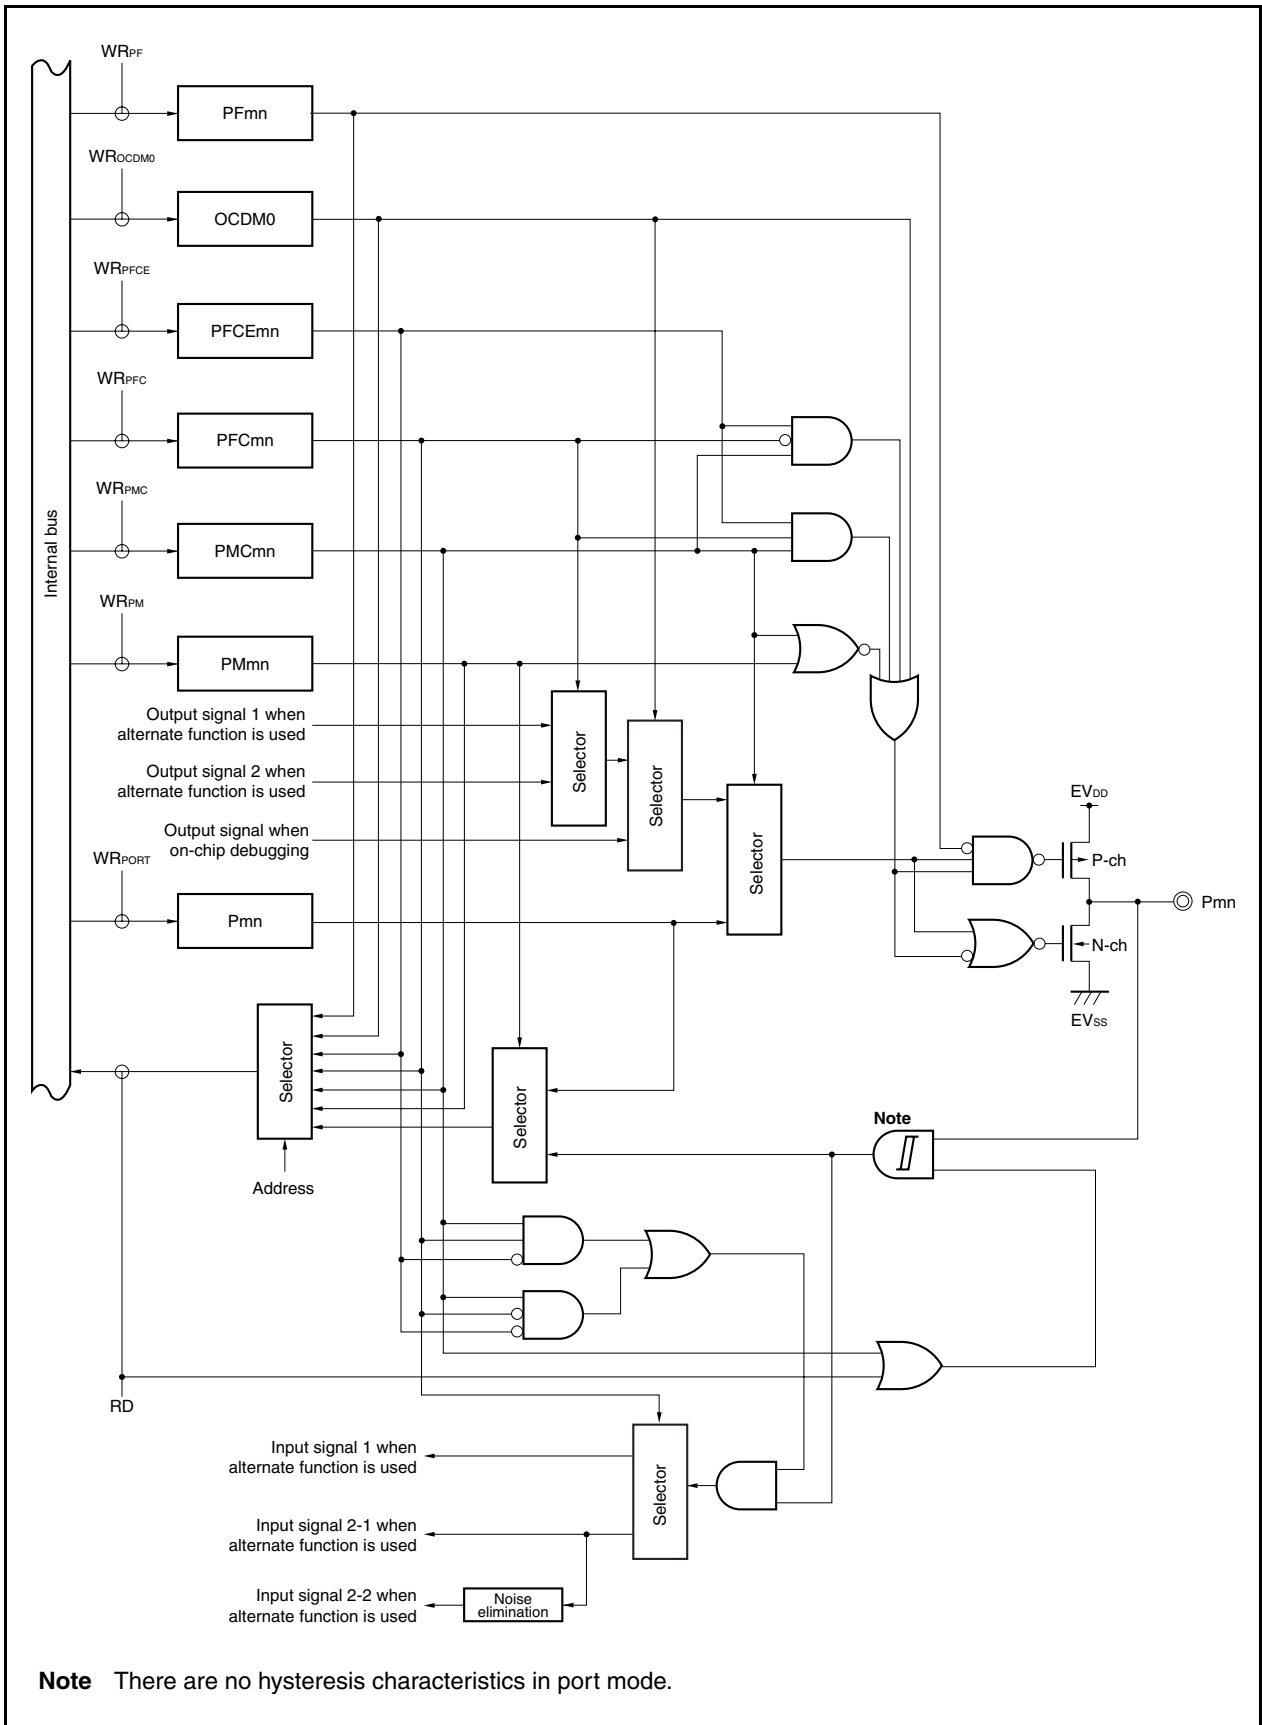 WRPF
PFmn
WROCDM0
OCDM0
WRPFCE
PFCEmn
WRPFC
PFCmn
WRPMC
PMCmn
Internal bus
WRPM
PMmn
Output signal 1 when
alternate function is used
Output signal 2 when
alternate function is used
Output signal when
on-chip debugging
Selector
Selector
Selector
EVDD
P-ch
Pmn
N-ch
EVSS
WRPORT
Pmn
Selector
Address
Selector
Note
RD
Input signal 1 when
alternate function is used
Input signal 2-1 when
alternate function is used
Input signal 2-2 when
alternate function is used
Noise
elimination
Selector
Note There are no hysteresis characteristics in port mode.